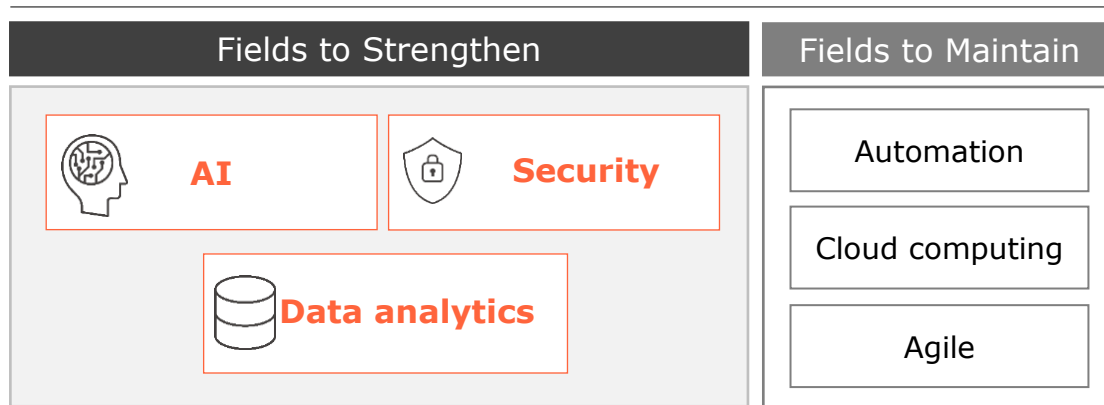 Fields to Strengthen
Fields to Maintain
AI
Security
Data analytics
Automation
Cloud computing
Agile